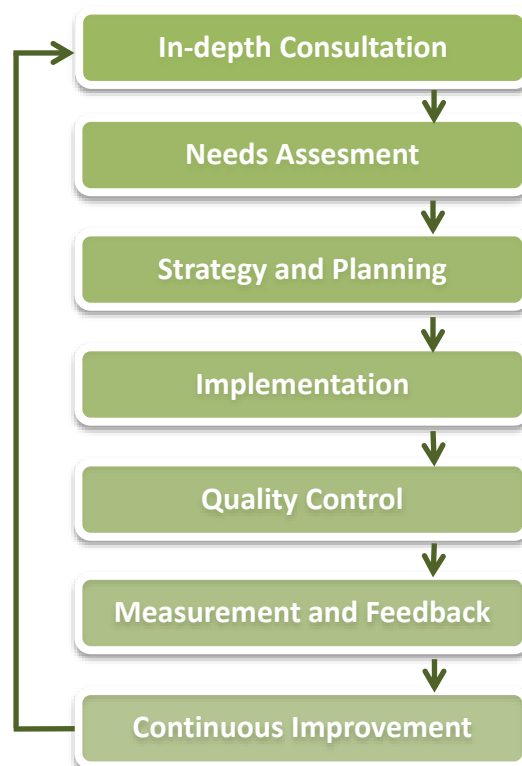 In-depth Consultation
Needs Assesment
Strategy and Planning
Implementation
Quality Control
Measurement and Feedback
Continuous Improvement